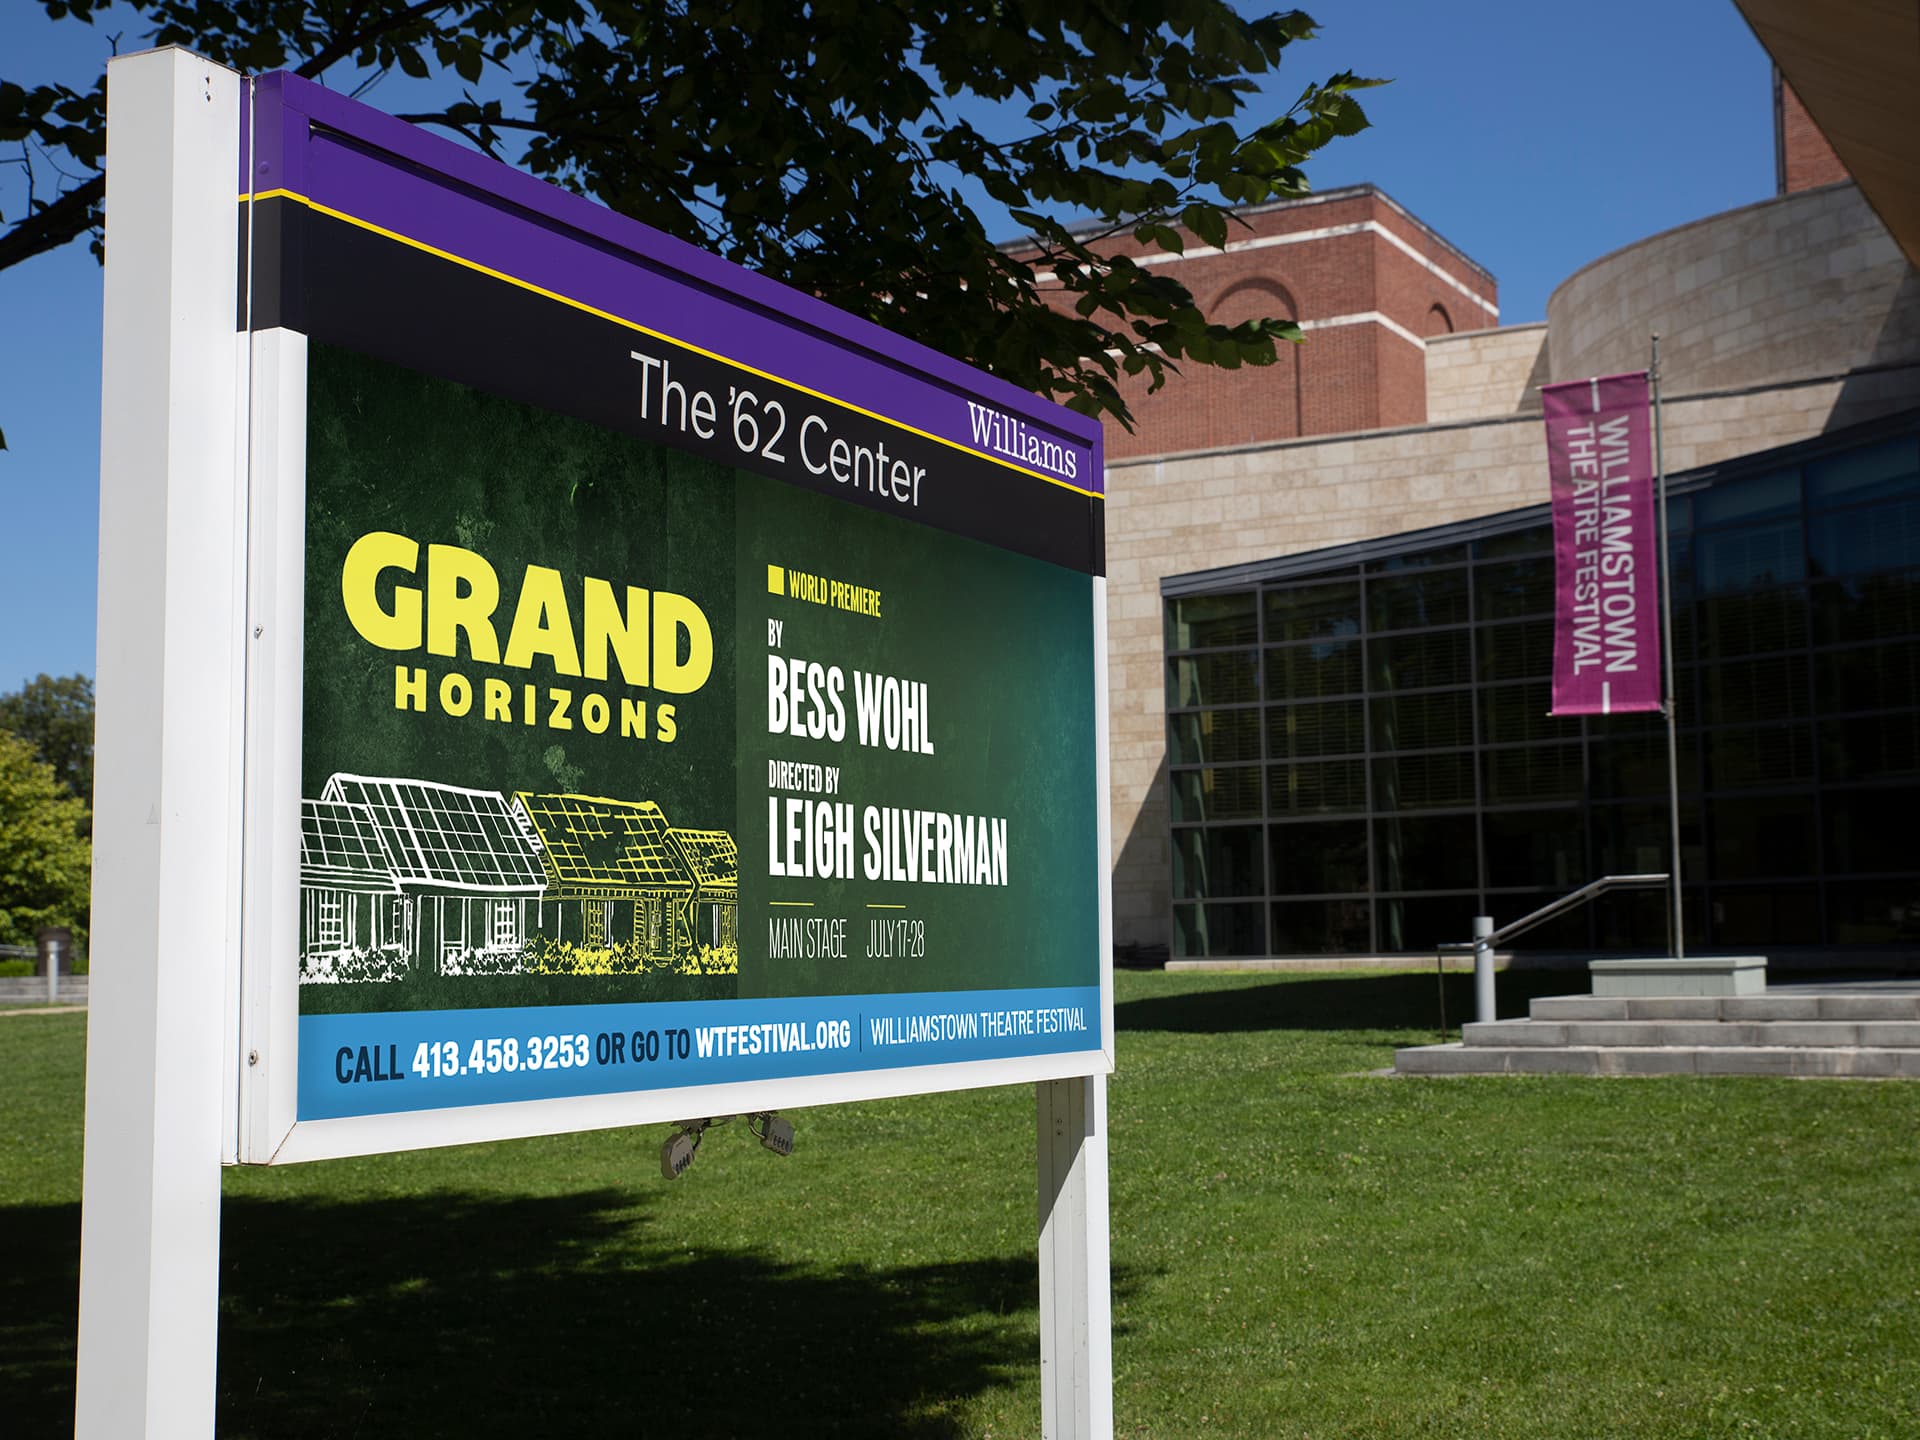 Williams
The ’62 Center
GRAND
HORIZONS
WORLD PREMIERE
BY
BESS WOHL
DIRECTED BY
LEIGH SILVERMAN
MAIN STAGE JULY 17-28
CALL 413.458.3253 OR GO TO WTFESTIVAL.ORG | WILLIAMSTOWN THEATRE FESTIVAL
WILLIAMSTOWN
THEATRE FESTIVAL